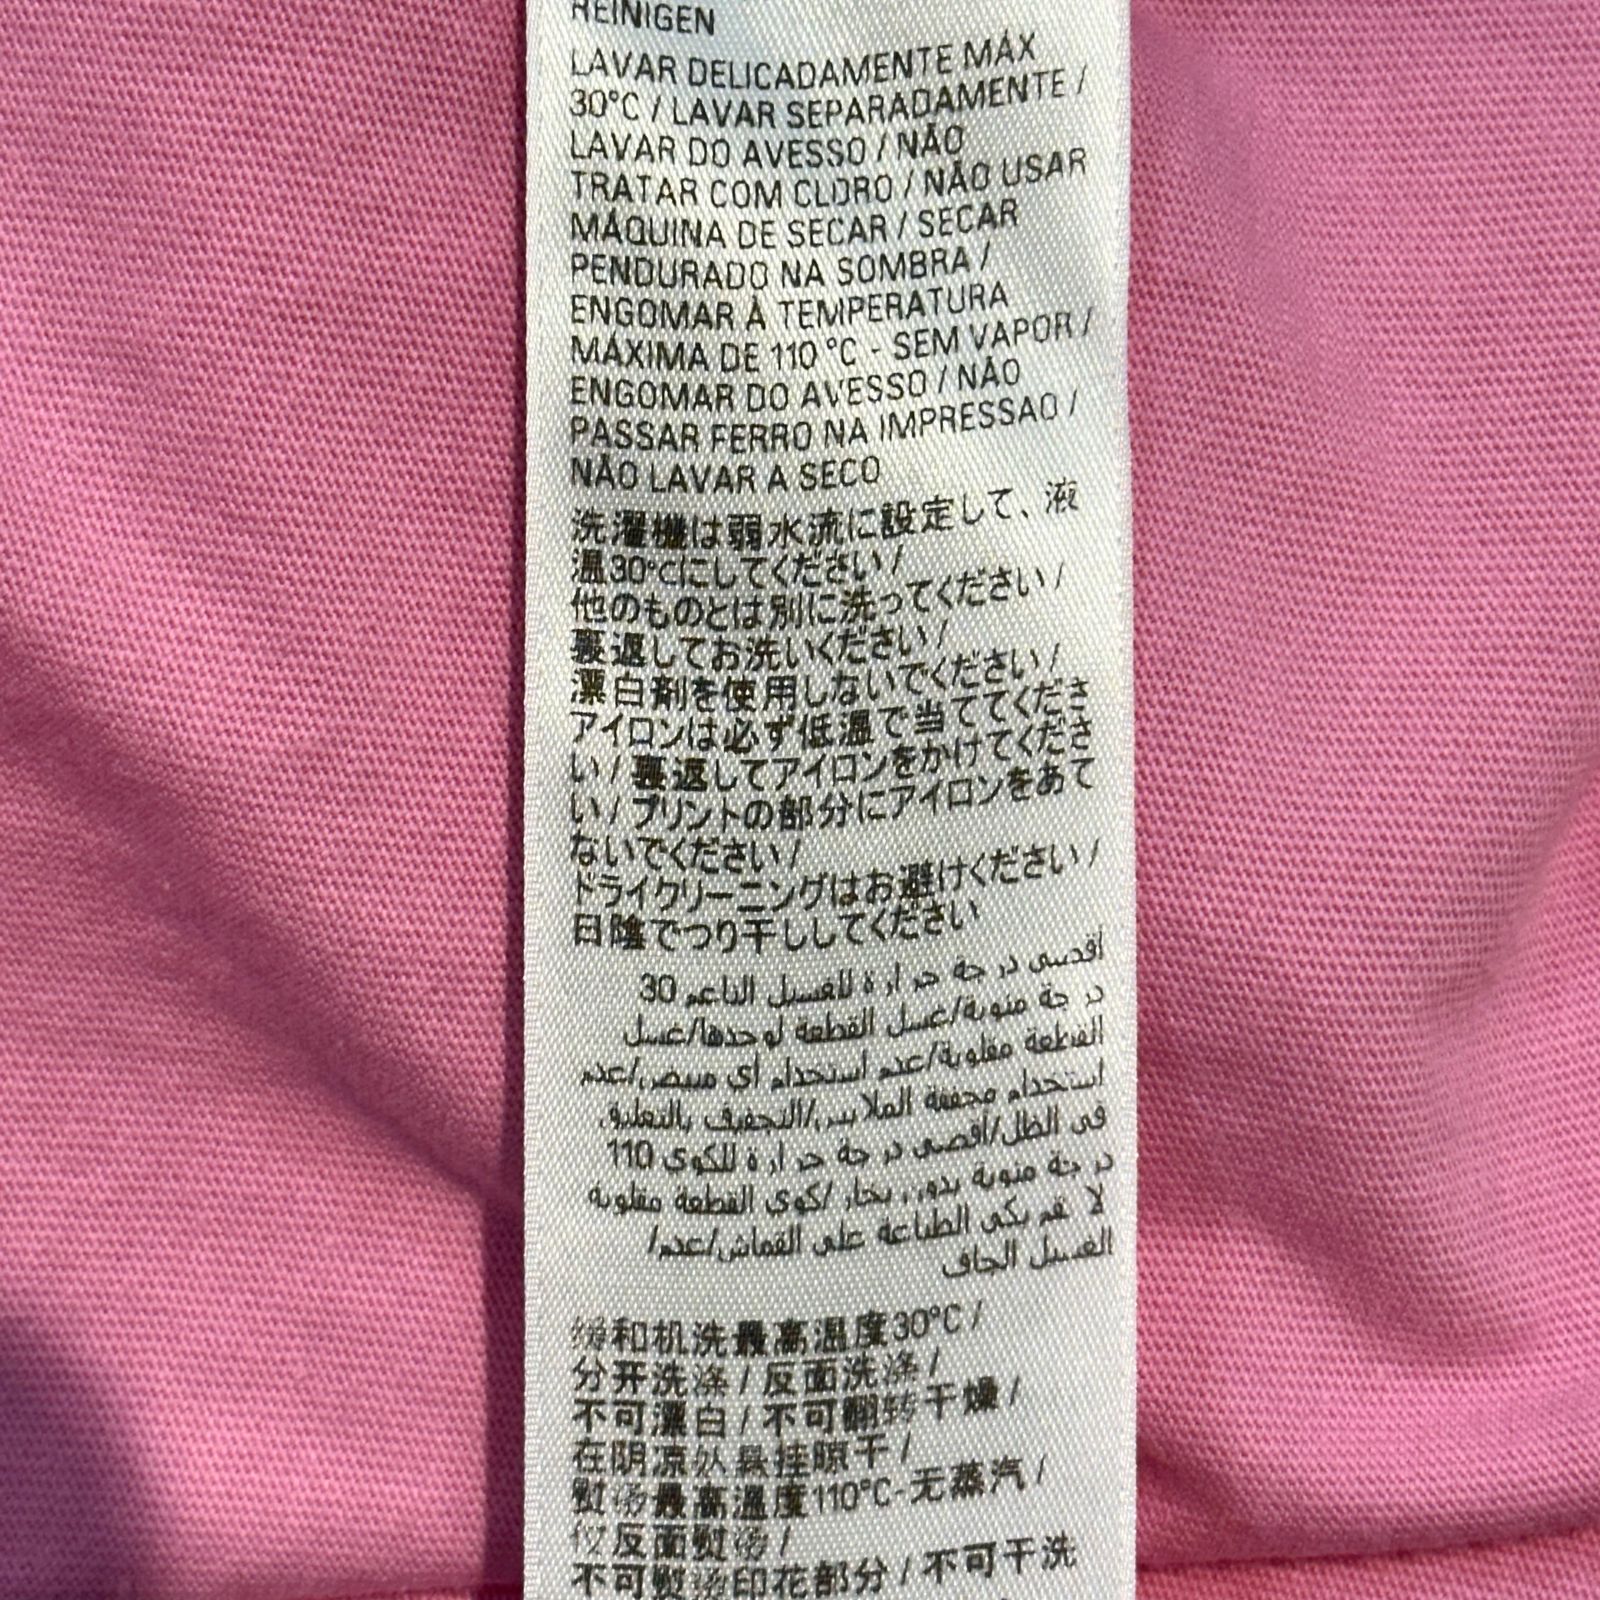 REINIGEN
LAVAR DELICADAMENTE MÁX
30°C / LAVAR SEPARADAMENTE /
LAVAR DO AVESSO / NÃO
TRATAR COM CLORO / NÃO USAR
MÁQUINA DE SECAR / SECAR
PENDURADO NA SOMBRA /
ENGOMAR À TEMPERATURA
MÁXIMA DE 110 °C - SEM VAPOR /
ENGOMAR DO AVESSO / NÃO
PASSAR FERRO NA IMPRESSAO /
NÃO LAVAR A SECO
洗濯機は弱水流に設定して、液
温30°Cにしてください/
他のものとは別に洗ってください/
裏返してお洗いください/
漂白剤を使用しないでください/
アイロンは必ず低温で当ててくださ
い/裏返してアイロンをかけてくださ
い/プリントの部分にアイロンをあて
ないでください/
ドライクリーニングはお避けください/
日陰でつり干ししてください
أقصى درجة حرارة للغسيل الناعم 30
درجة مئوية/غسل القطعة لوحدها/غسل
القطعة مقلوبة/عدم استخدام أي مبيض/عدم
استخدام مجففة الملابس/التجفيف بالتعليق
في الظل/أقصى درجة حرارة للكوي 110
درجة مئوية بدون بخار/كوي القطعة مقلوبة
لا الطباعة على القماش/عدم/
الغسيل الجاف
缓和机洗最高温度30°C /
分开洗涤 / 反面洗涤 /
不可漂白 / 不可翻转干燥 /
在阴凉处悬挂晾干 /
熨烫最高温度110°C-无蒸汽 /
仅反面熨烫 /
不可熨烫印花部分 / 不可干洗